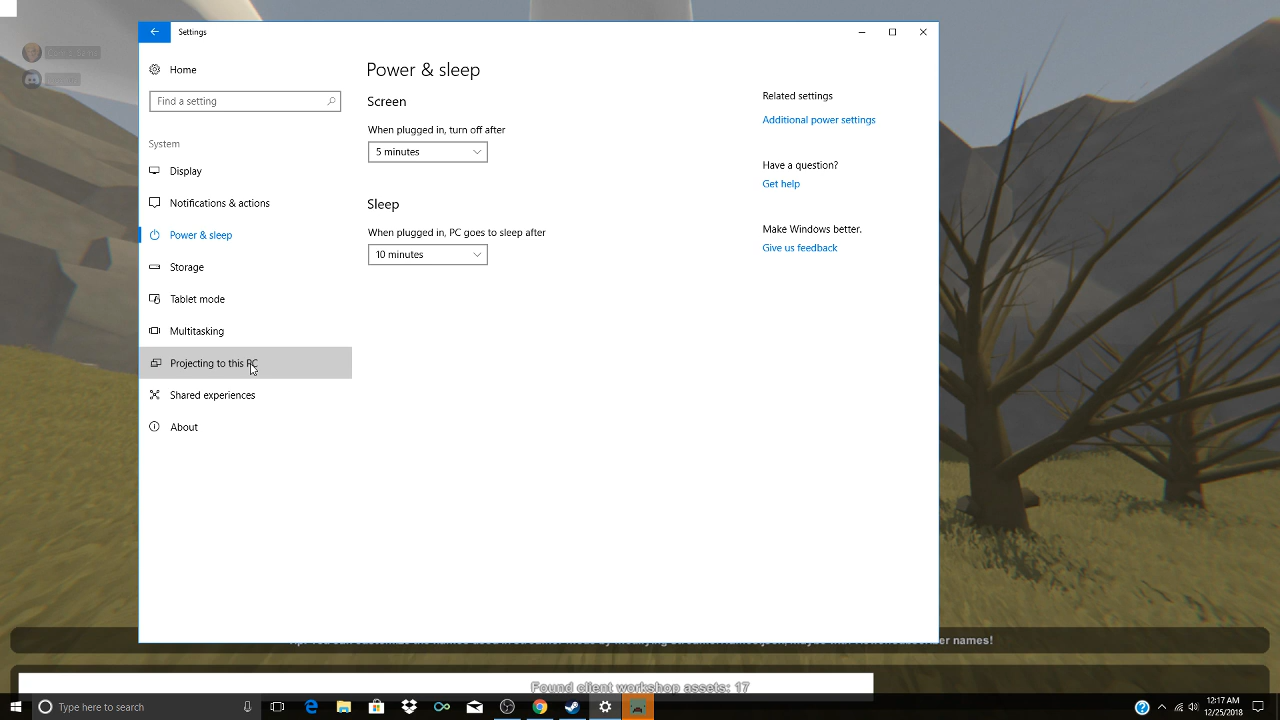 Settings
Home
Find a setting
System
Display
Notifications & actions
Power & sleep
Storage
Tablet mode
Multitasking
Projecting to this PC
Shared experiences
About
Power & sleep
Screen
When plugged in, turn off after
5 minutes
Sleep
When plugged in, PC goes to sleep after
10 minutes
Related settings
Additional power settings
Have a question?
Get help
Make Windows better.
Give us feedback
er names!
Found client workshop assets: 17
Type here to search
12:17 AM
12/25/2018